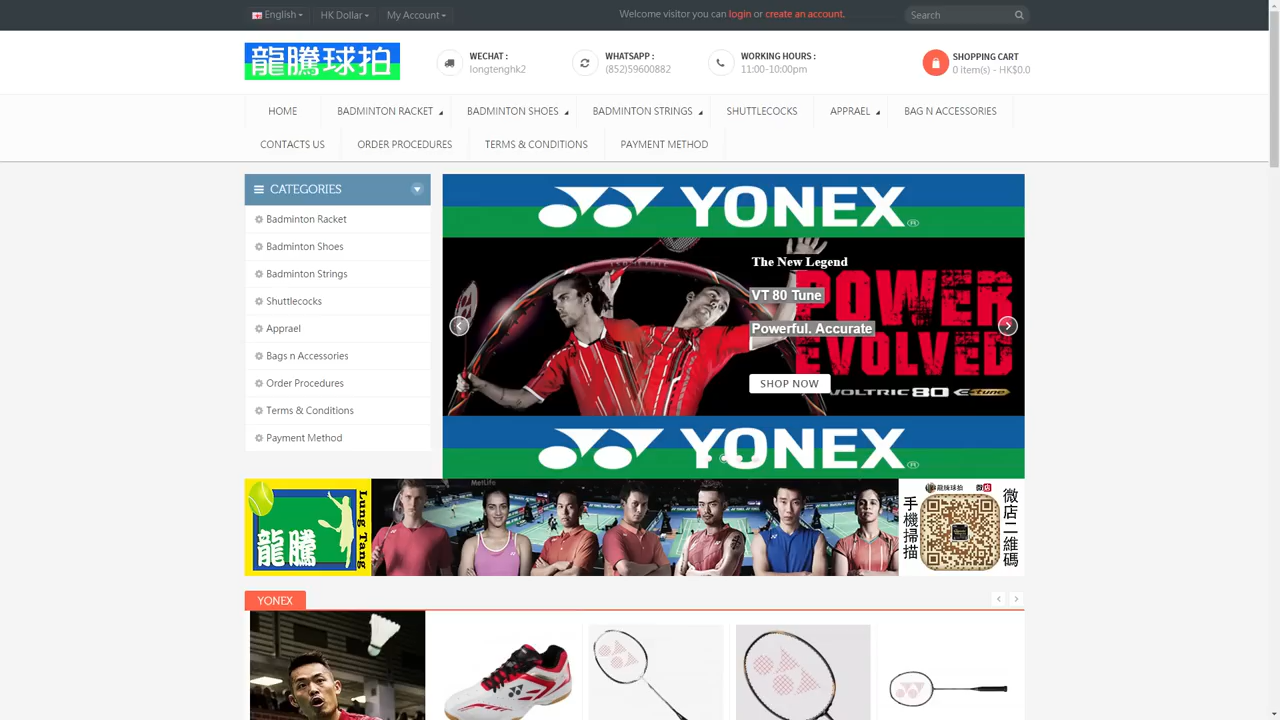 English
HK Dollar
My Account
Welcome visitor you can login or create an account.
Search
龍騰球拍
WECHAT :
longtenghk2
WHATSAPP :
(852)59600882
WORKING HOURS :
11:00-10:00pm
SHOPPING CART
0 item(s) - HK$0.0
HOME
BADMINTON RACKET
BADMINTON SHOES
BADMINTON STRINGS
SHUTTLECOCKS
APPRAEL
BAG N ACCESSORIES
CONTACTS US
ORDER PROCEDURES
TERMS & CONDITIONS
PAYMENT METHOD
CATEGORIES
Badminton Racket
Badminton Shoes
Badminton Strings
Shuttlecocks
Apprael
Bags n Accessories
Order Procedures
Terms & Conditions
Payment Method
YONEX®
The New Legend
VT 80 Tune
Powerful. Accurate
POWER
EVOLVED
SHOP NOW
VOLTRIC 80 E-tune
YONEX®
龍騰
Lung Tang
MetLife
手機掃描
龍騰球拍 微店
微店二維碼
YONEX